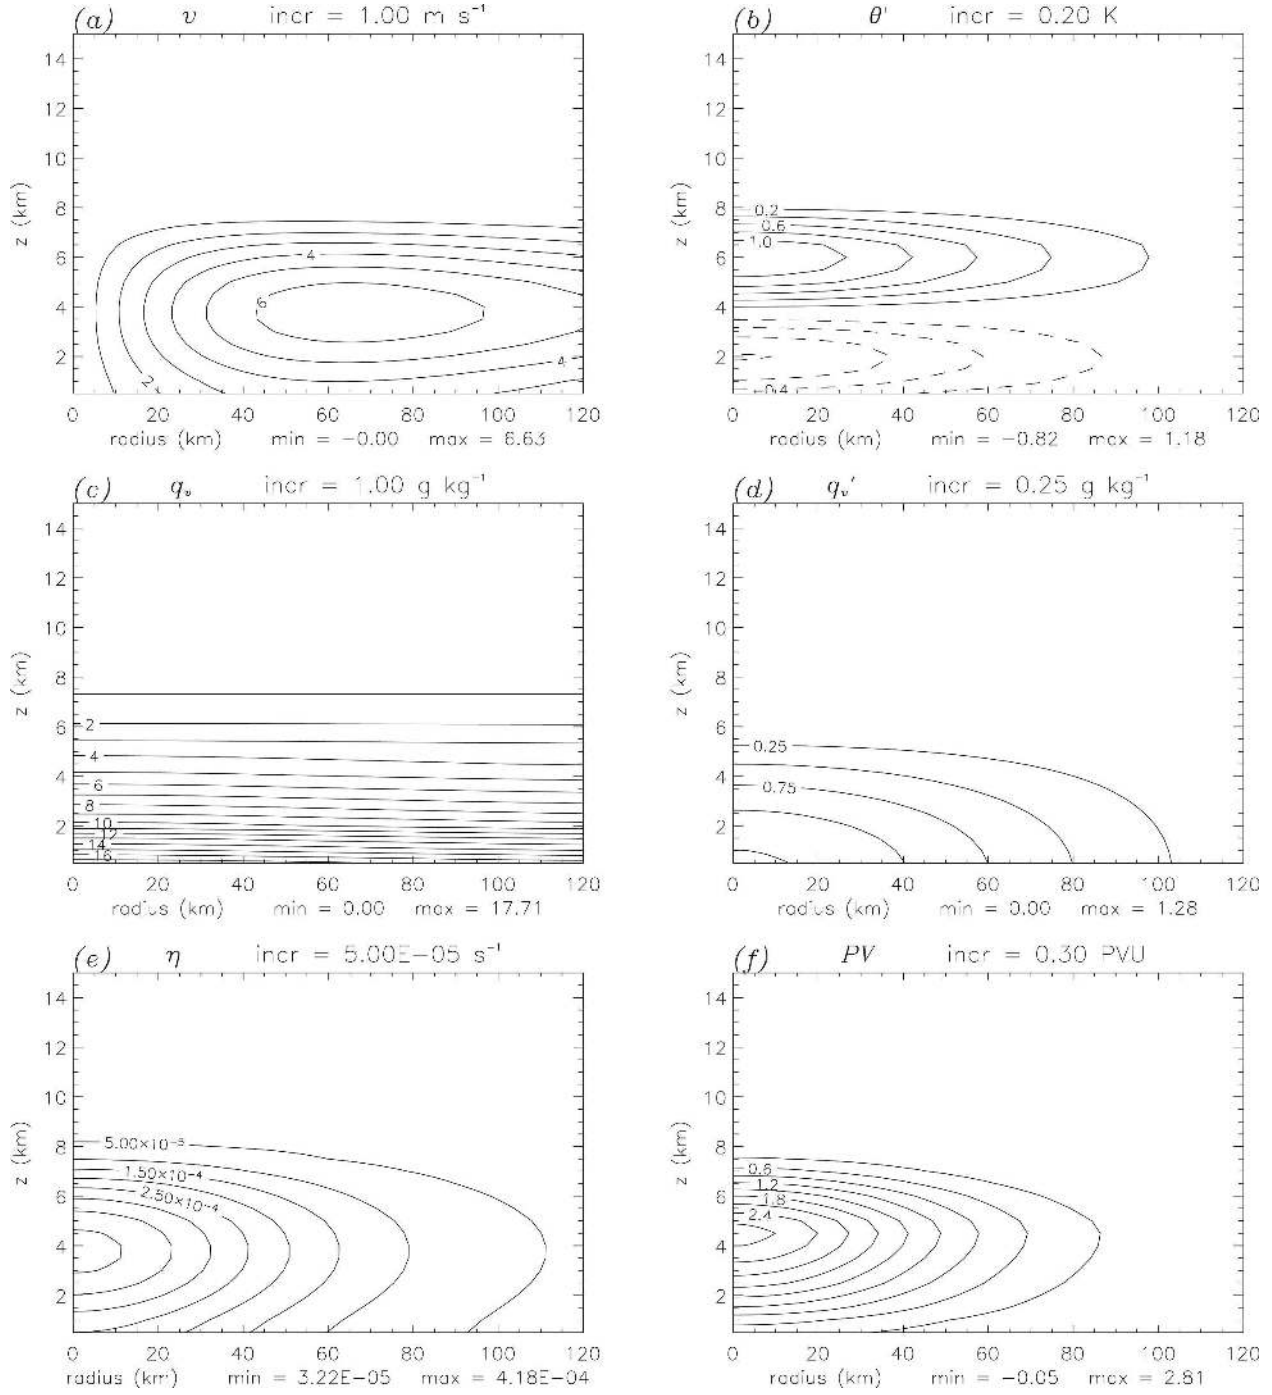 (a) v incr = 1.00 m s⁻¹
14
12
10
8
6
4
2
z (km)
4
6
4
2
0 20 40 60 80 100 120
radius (km) min = −0.00 max = 6.63
(b) θ' incr = 0.20 K
14
12
10
8
6
4
2
z (km)
0.2
0.6
1.0
−0.4
0 20 40 60 80 100 120
radius (km) min = −0.82 max = 1.18
(c) qᵥ incr = 1.00 g kg⁻¹
14
12
10
8
6
4
2
z (km)
2
4
6
8
10
12
14
16
0 20 40 60 80 100 120
radius (km) min = 0.00 max = 17.71
(d) qᵥ' incr = 0.25 g kg⁻¹
14
12
10
8
6
4
2
z (km)
0.25
0.75
0 20 40 60 80 100 120
radius (km) min = 0.00 max = 1.28
(e) η incr = 5.00E−05 s⁻¹
14
12
10
8
6
4
2
z (km)
5.00×10⁻⁵
1.50×10⁻⁴
2.50×10⁻⁴
0 20 40 60 80 100 120
radius (km) min = 3.22E−05 max = 4.18E−04
(f) PV incr = 0.30 PVU
14
12
10
8
6
4
2
z (km)
0.6
1.2
1.8
2.4
0 20 40 60 80 100 120
radius (km) min = −0.05 max = 2.81